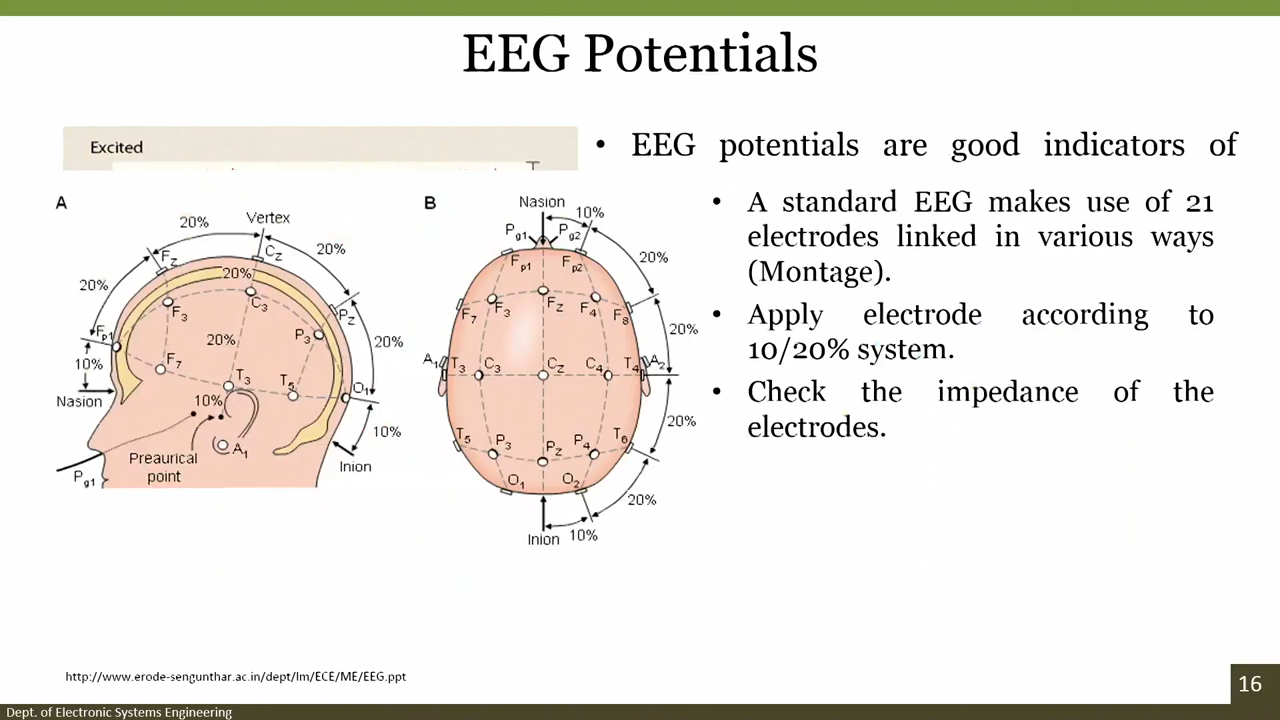 EEG Potentials
Excited
• EEG potentials are good indicators of
• A standard EEG makes use of 21
electrodes linked in various ways
(Montage).
• Apply electrode according to
10/20% system.
• Check the impedance of the
electrodes.
A
20%
Vertex
20%
Fz
Cz
20%
20%
F3
C3
Pz
Fp1
20%
P3
20%
10%
F7
T3
T5
O1
Nasion
10%
10%
A1
Preaurical
point
Inion
Pg1
B
Nasion
10%
Pg1
Pg2
Fp1
Fp2
20%
F7
F3
Fz
F4
F8
20%
A1
T3
C3
Cz
C4
T4
A2
20%
T5
P3
Pz
P4
T6
O1
O2
20%
Inion
10%
http://www.erode-sengunthar.ac.in/dept/lm/ECE/ME/EEG.ppt
16
Dept. of Electronic Systems Engineering